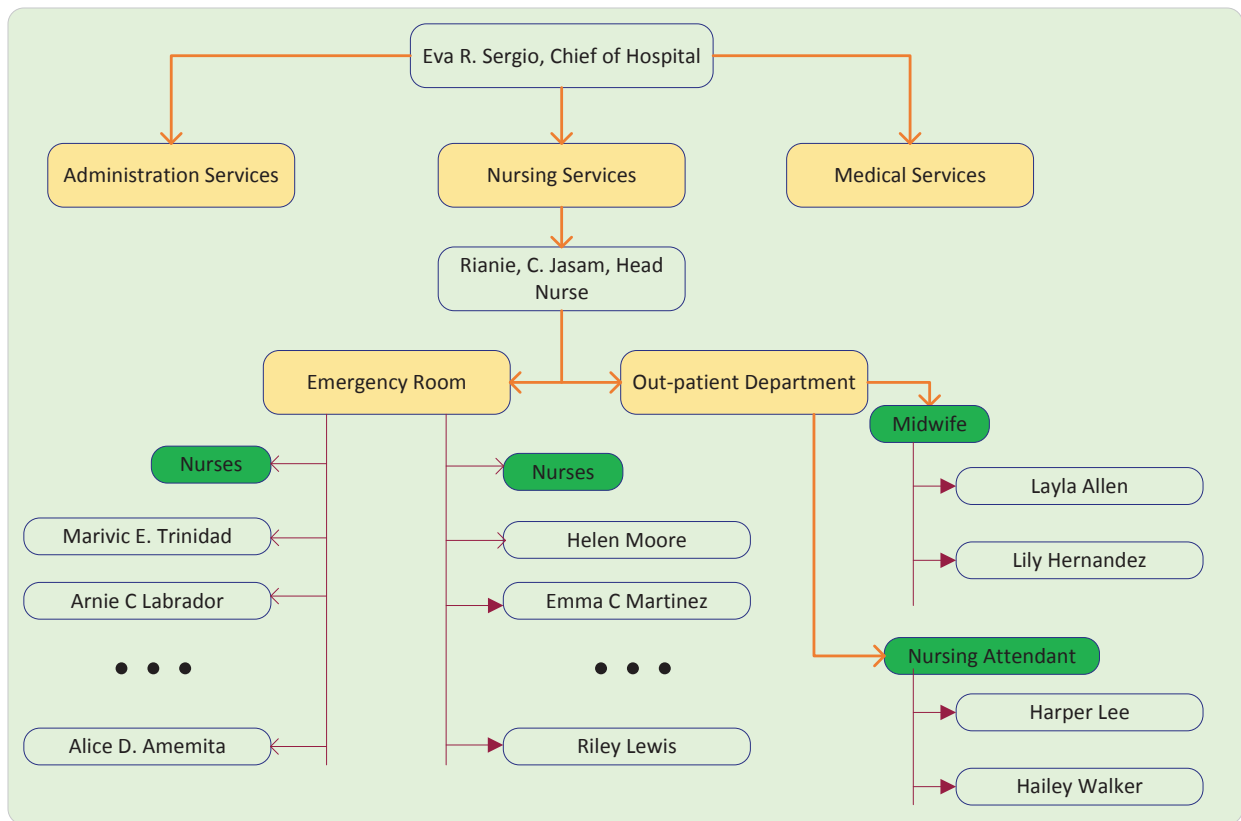 Eva R. Sergio, Chief of Hospital
Administration Services
Nursing Services
Medical Services
Rianie, C. Jasam, Head
Nurse
Emergency Room
Out-patient Department
Midwife
Nurses
Nurses
Layla Allen
Marivic E. Trinidad
Helen Moore
Lily Hernandez
Arnie C Labrador
Emma C Martinez
• • •
• • •
Nursing Attendant
Harper Lee
Alice D. Amemita
Riley Lewis
Hailey Walker